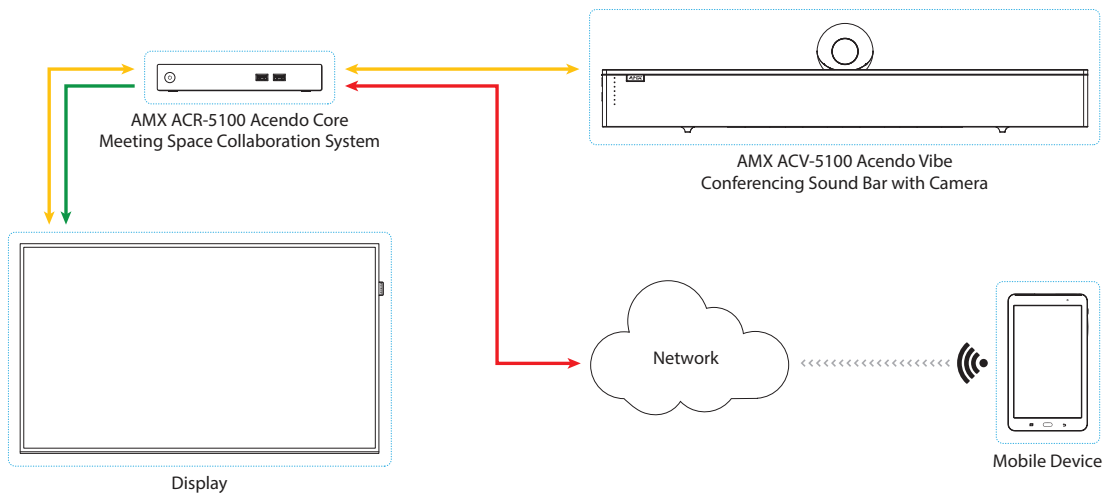 AMX
AMX ACR-5100 Acendo Core
Meeting Space Collaboration System
AMX ACV-5100 Acendo Vibe
Conferencing Sound Bar with Camera
Network
Mobile Device
Display